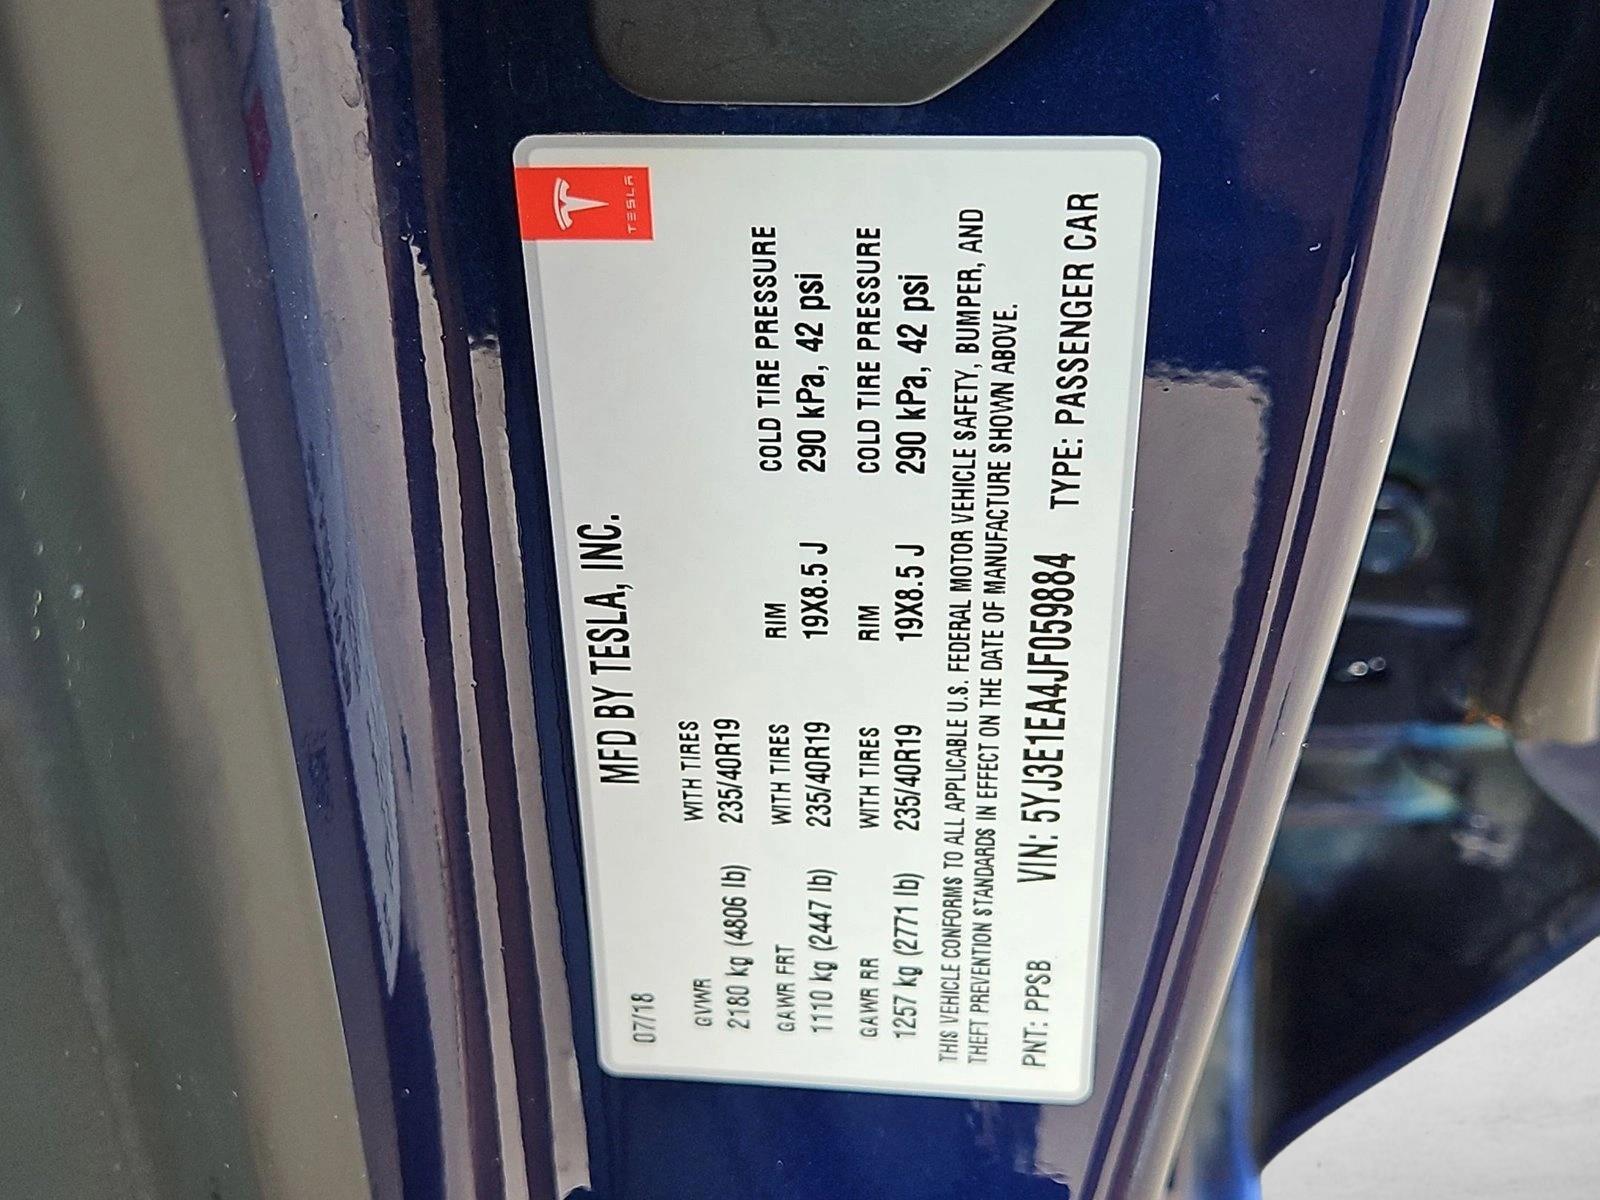 TESLA
MFD BY TESLA, INC.
07/18
GVWR WITH TIRES
2180 kg (4806 lb) 235/40R19
GAWR FRT WITH TIRES RIM COLD TIRE PRESSURE
1110 kg (2447 lb) 235/40R19 19X8.5 J 290 kPa, 42 psi
GAWR RR WITH TIRES RIM COLD TIRE PRESSURE
1257 kg (2771 lb) 235/40R19 19X8.5 J 290 kPa, 42 psi
THIS VEHICLE CONFORMS TO ALL APPLICABLE U.S. FEDERAL MOTOR VEHICLE SAFETY, BUMPER, AND
THEFT PREVENTION STANDARDS IN EFFECT ON THE DATE OF MANUFACTURE SHOWN ABOVE.
PNT: PPSB VIN: 5YJ3E1EA4JF059884 TYPE: PASSENGER CAR